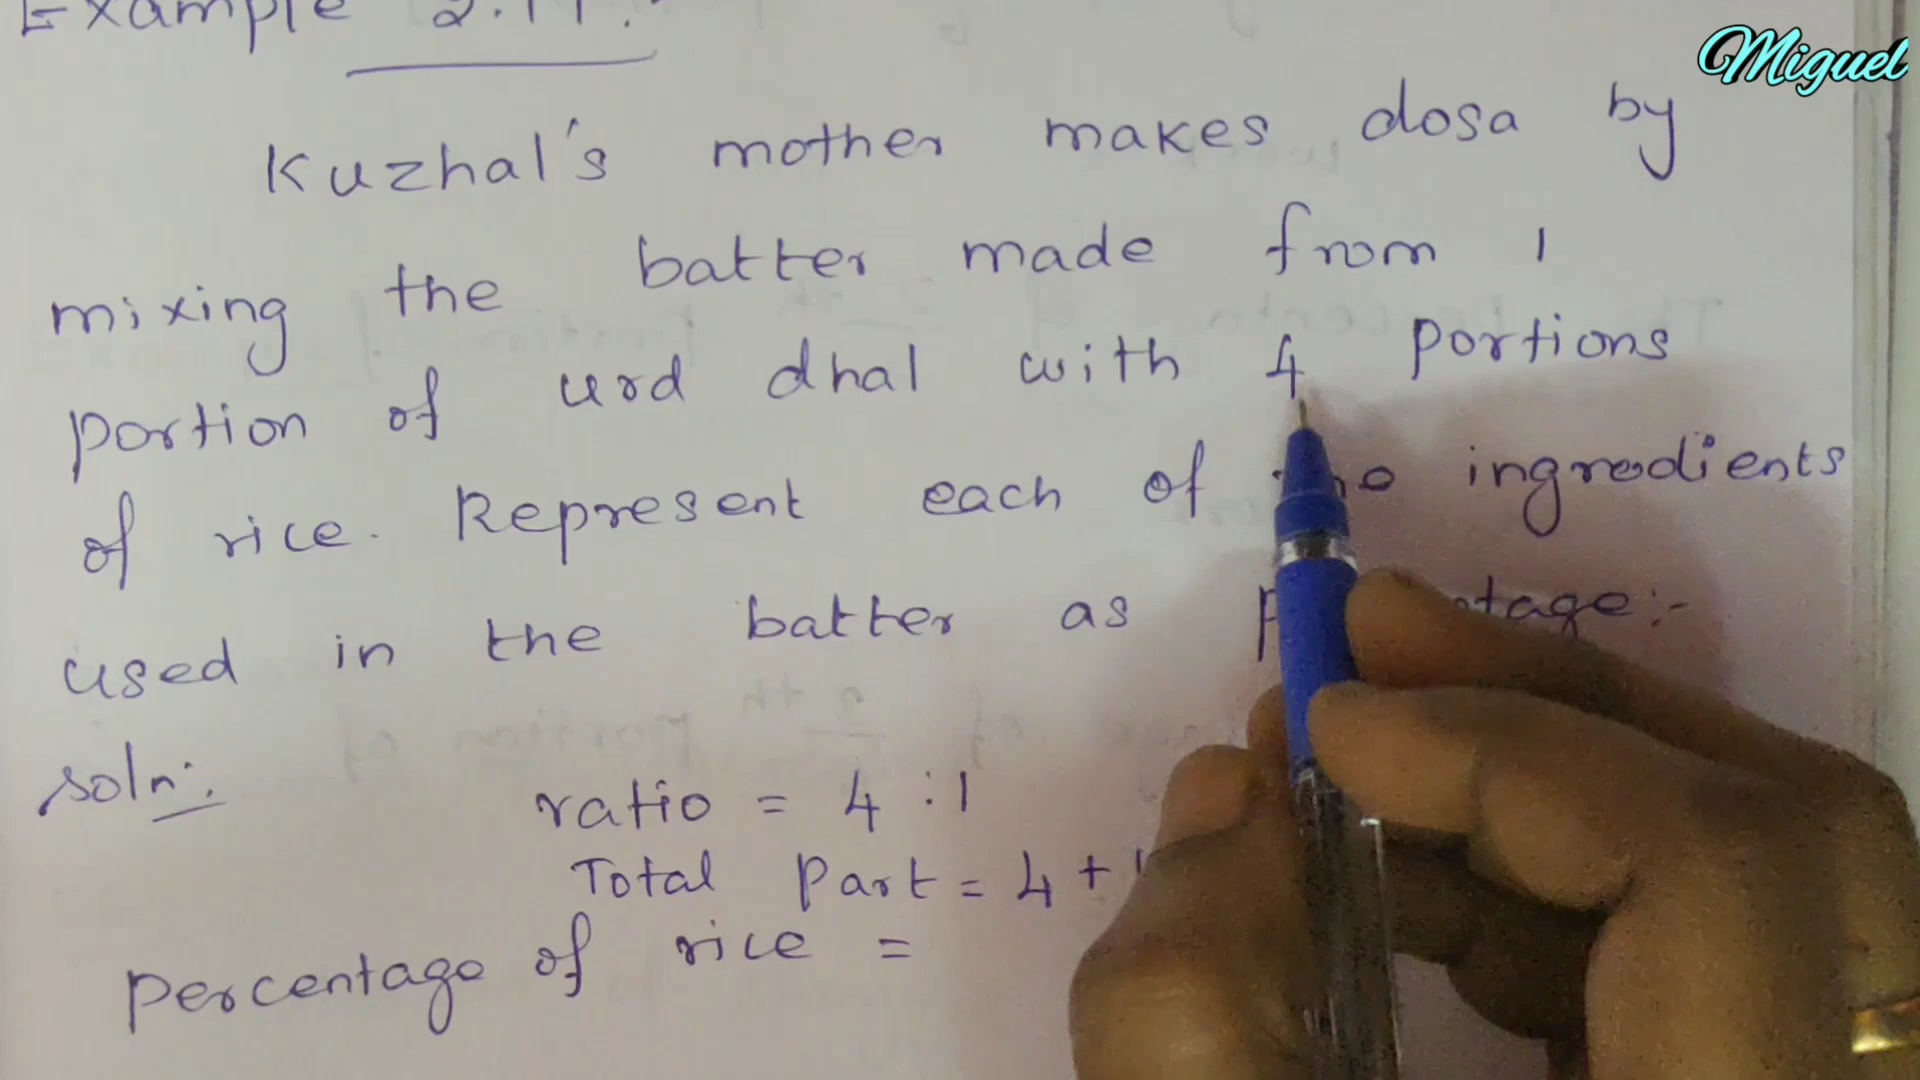 Example 2.11.
Miguel
Kuzhal's mother makes dosa by
mixing the batter made from 1
portion of urd dhal with 4 portions
of rice. Represent each of ingredients
used in the batter as
soln:
ratio = 4 : 1
Total Part = 4 +
Percentage of rice =